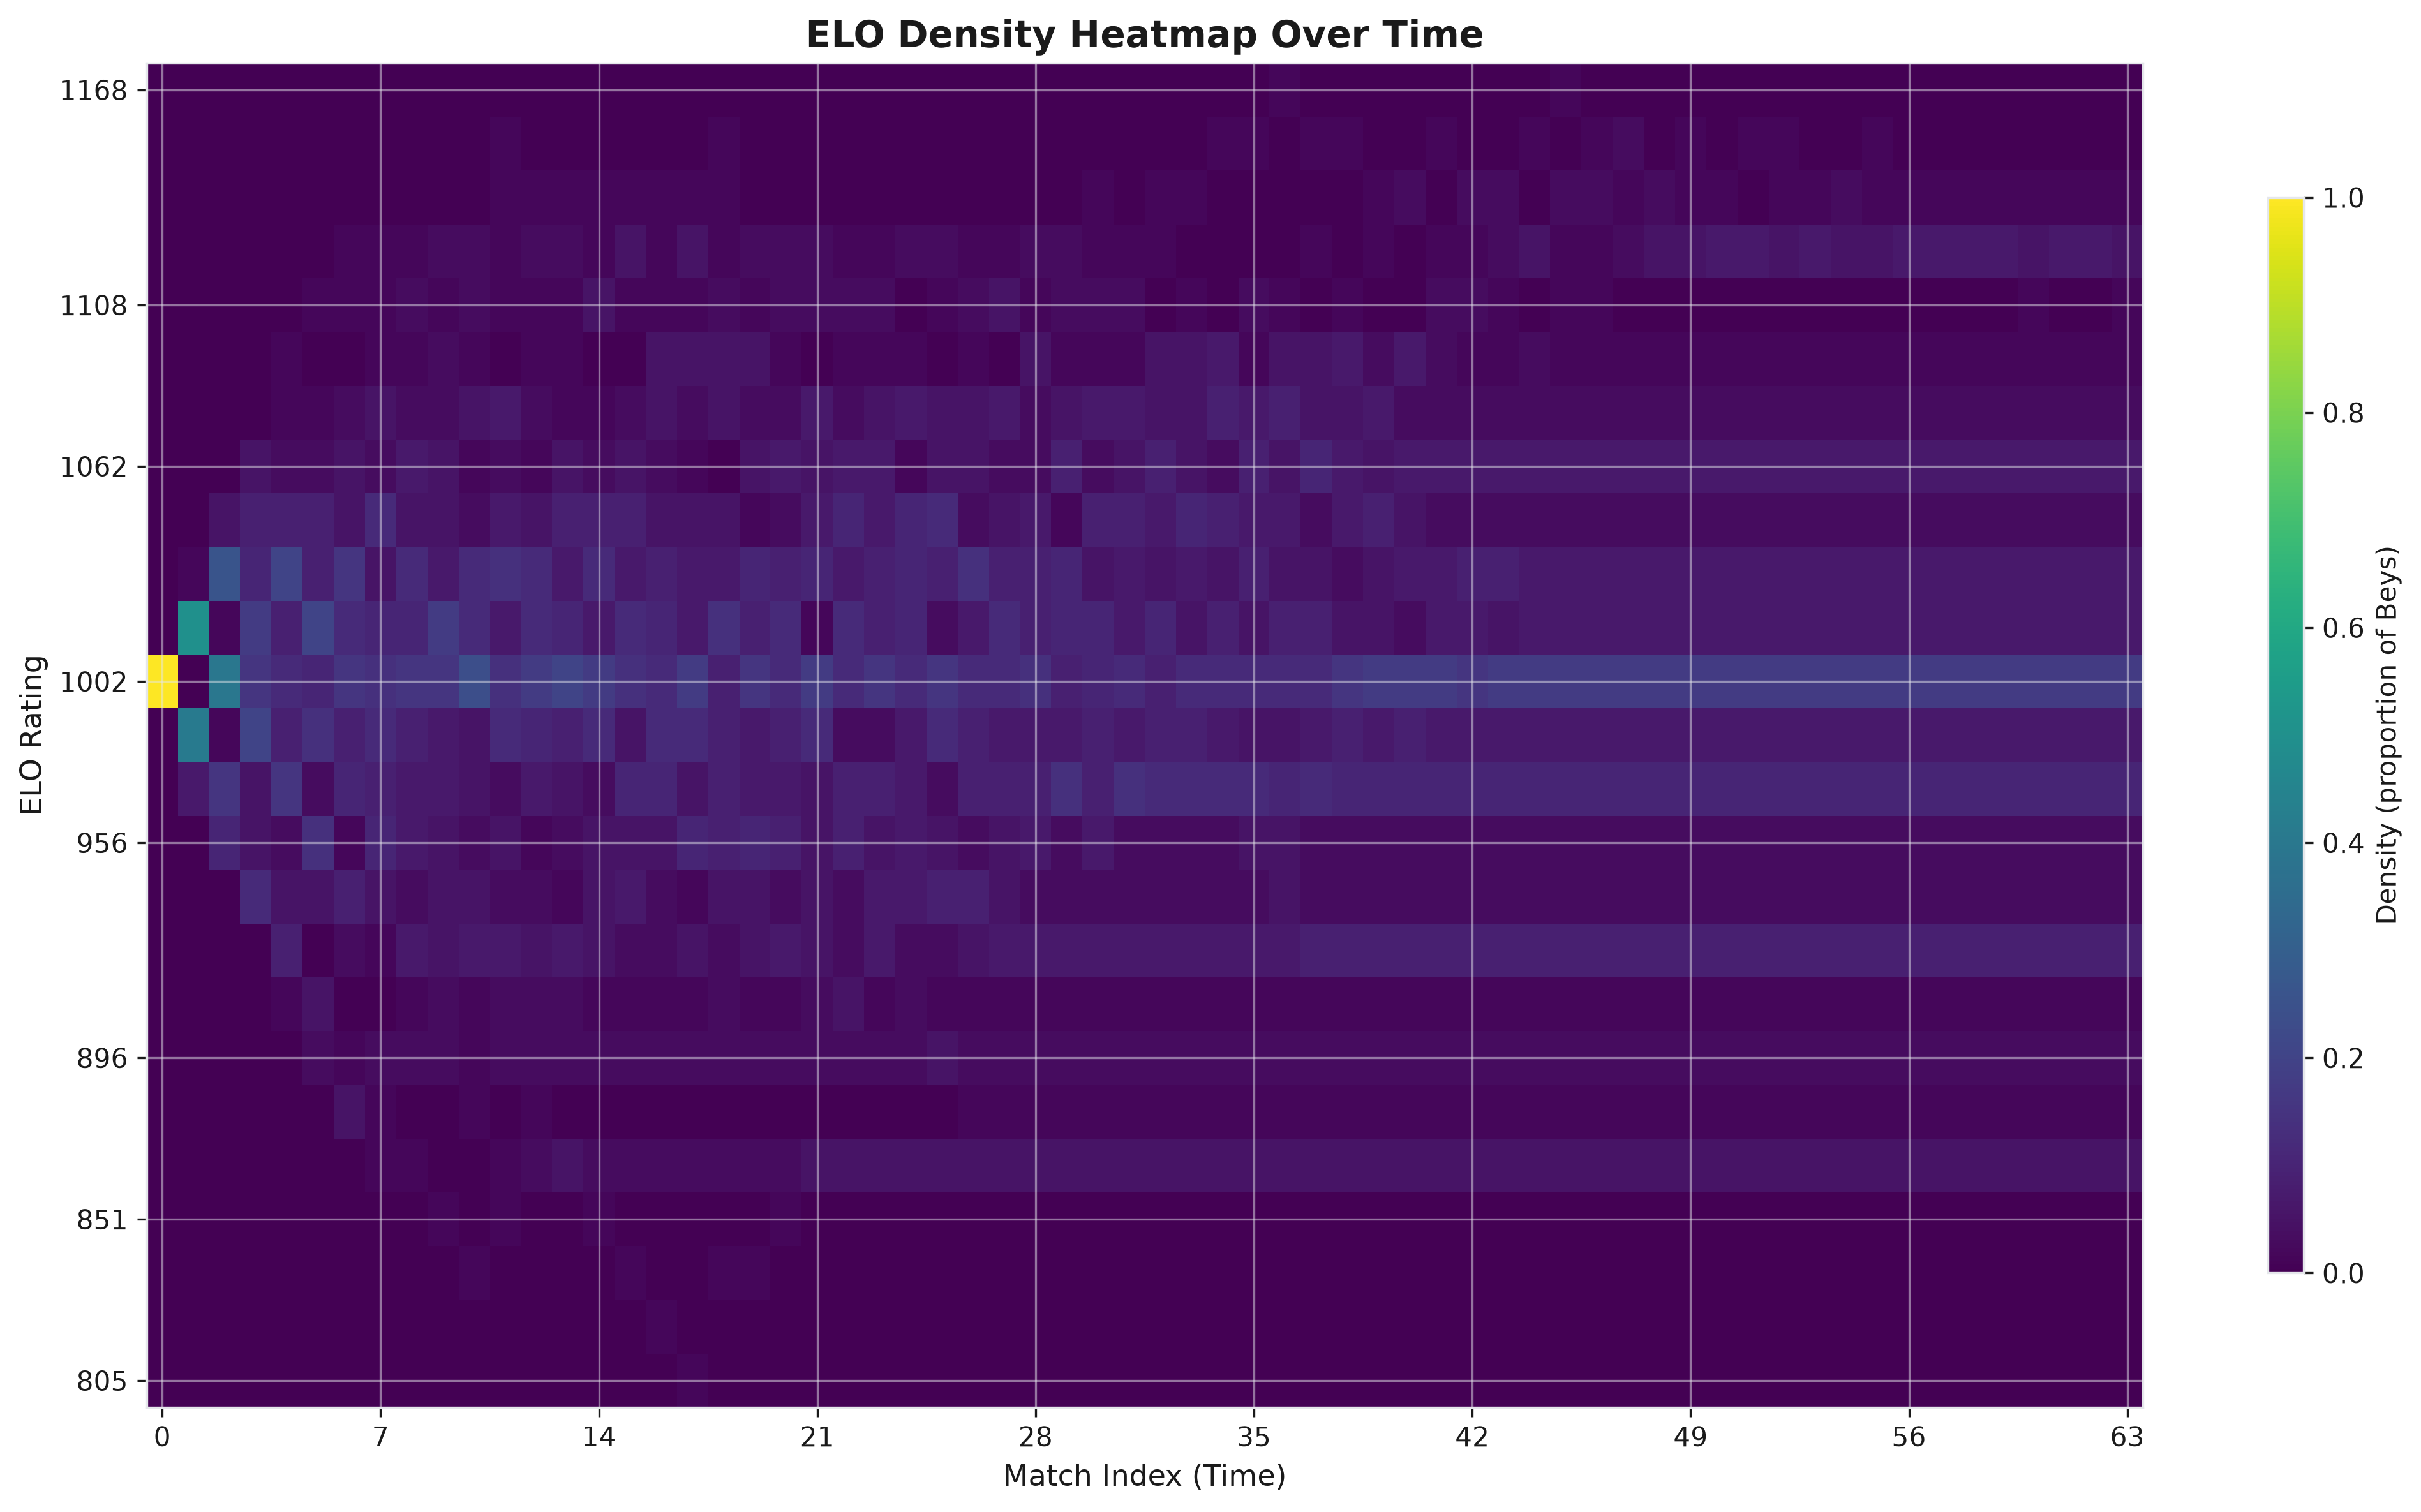 ELO Density Heatmap Over Time
1168
1108
1062
1002
956
896
851
805
ELO Rating
0 7 14 21 28 35 42 49 56 63
Match Index (Time)
1.0
0.8
0.6
0.4
0.2
0.0
Density (proportion of Beys)